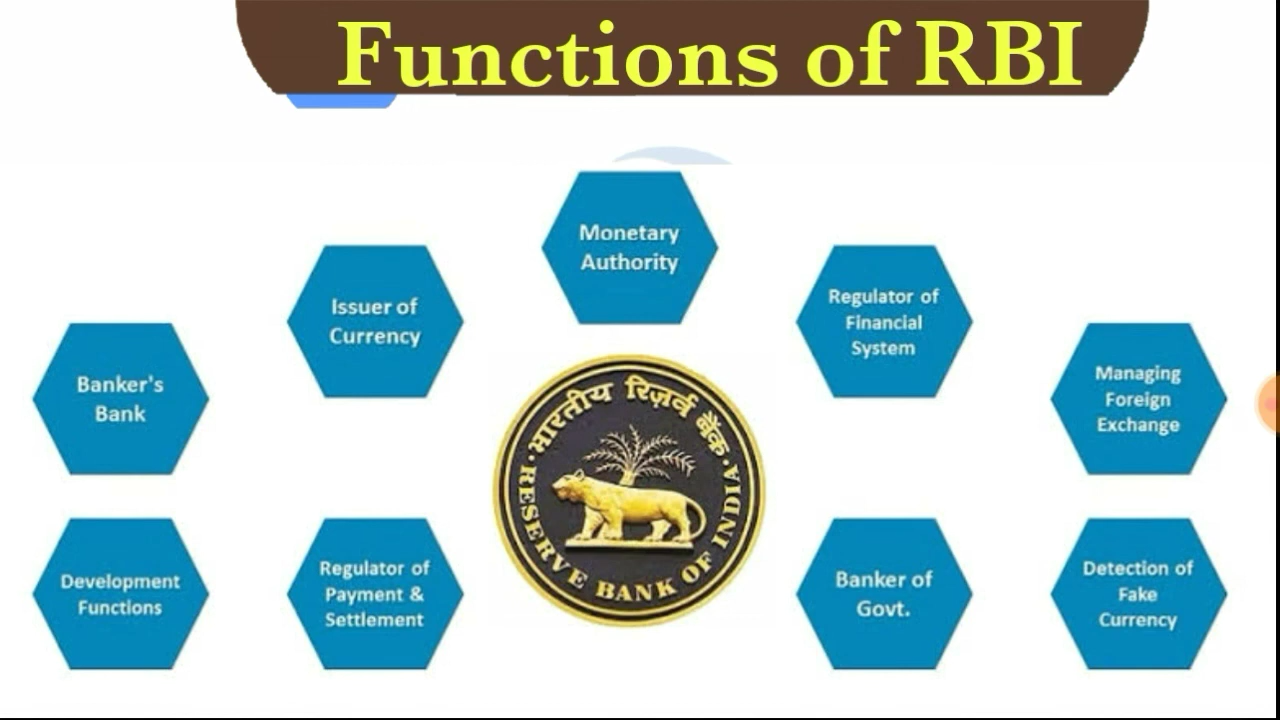 Functions of RBI
Monetary
Authority
Issuer of
Currency
Regulator of
Financial
System
Banker's
Bank
Managing
Foreign
Exchange
भारतीय रिज़र्व बैंक
RESERVE BANK OF INDIA
Development
Functions
Regulator of
Payment &
Settlement
Banker of
Govt.
Detection of
Fake
Currency